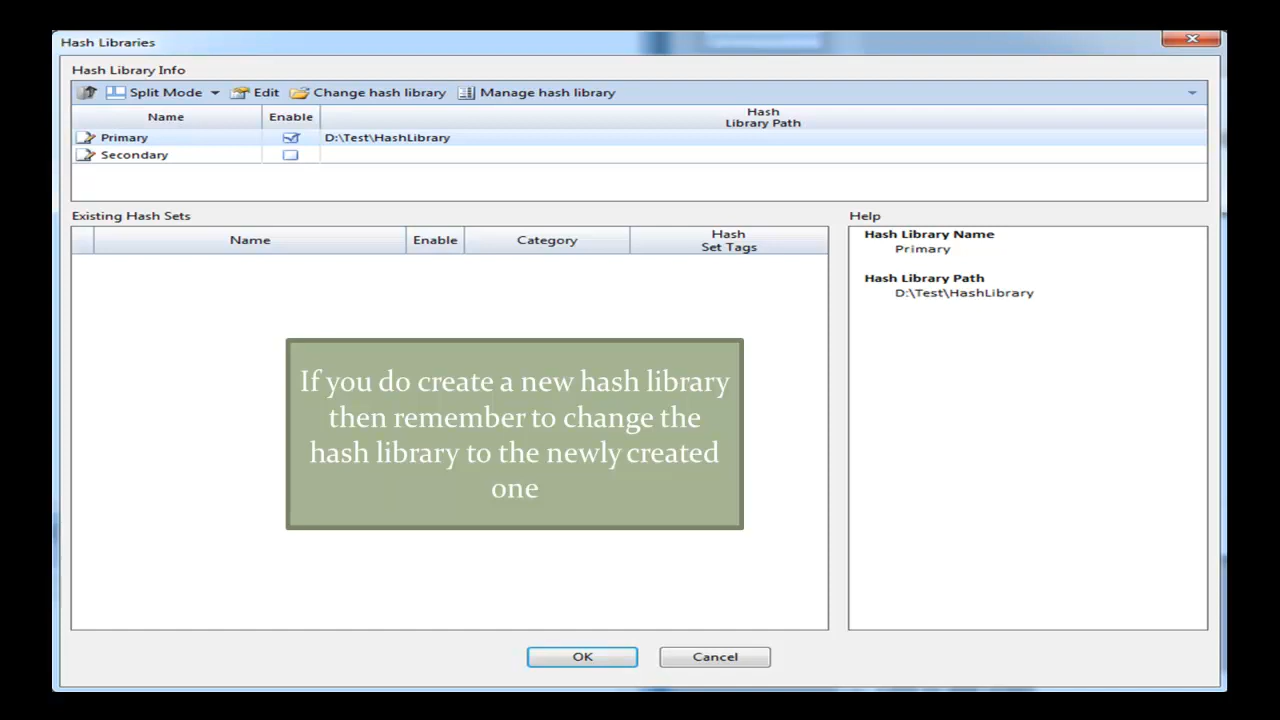 Hash Libraries
Hash Library Info
Split Mode Edit Change hash library Manage hash library
Name Enable Hash
Library Path
Primary D:\Test\HashLibrary
Secondary
Existing Hash Sets
Name Enable Category Hash
Set Tags
Help
Hash Library Name
Primary
Hash Library Path
D:\Test\HashLibrary
If you do create a new hash library
then remember to change the
hash library to the newly created
one
OK Cancel